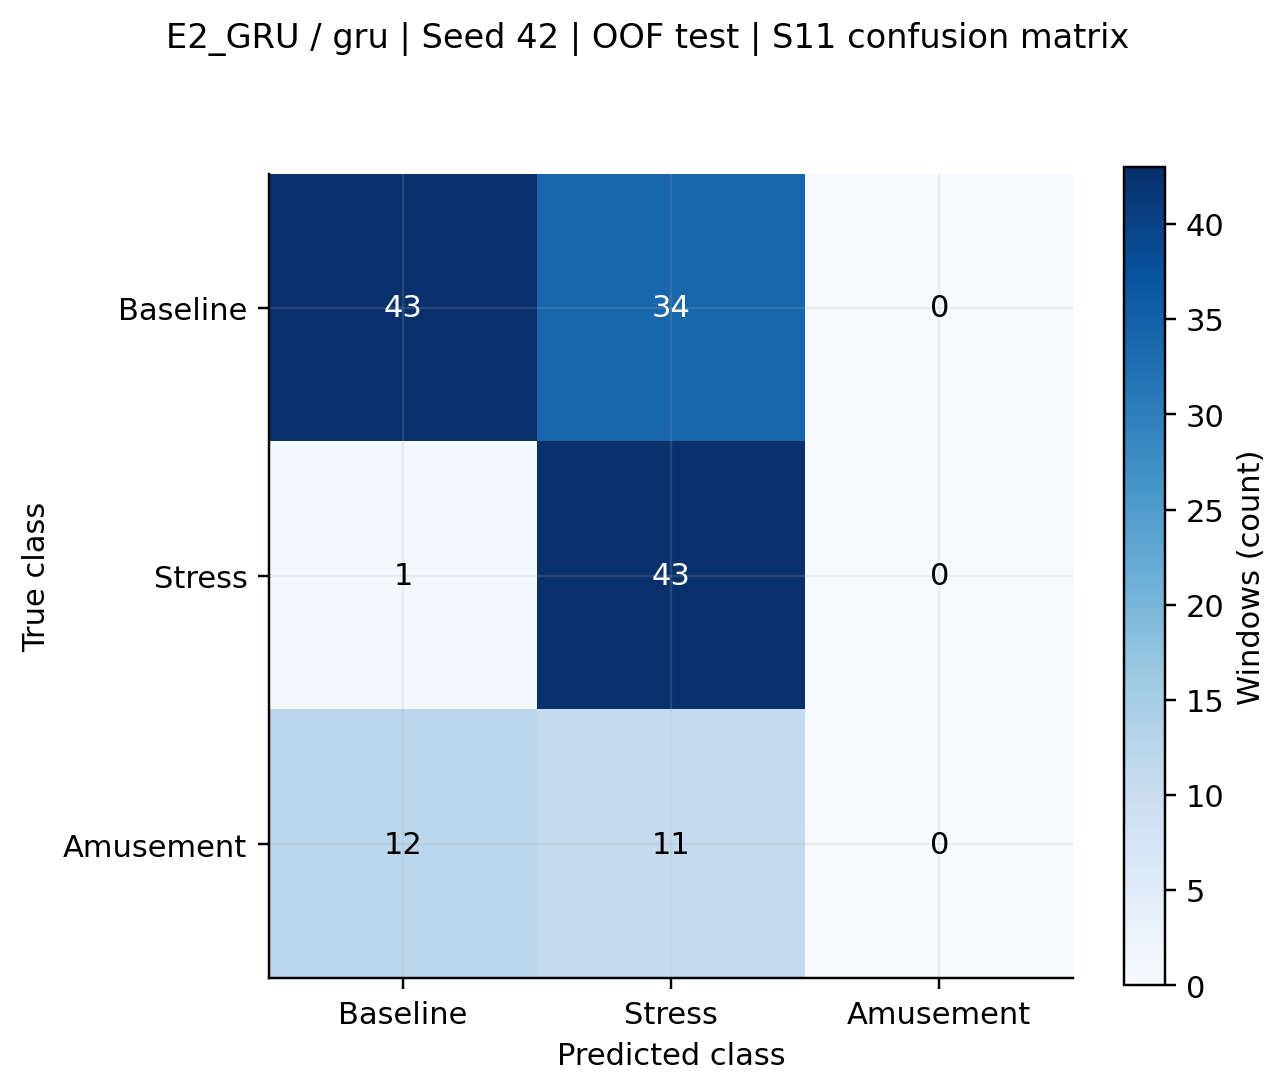 E2_GRU / gru | Seed 42 | OOF test | S11 confusion matrix
Baseline
43
34
0
Stress
1
43
0
Amusement
12
11
0
Baseline
Stress
Amusement
Predicted class
True class
40
35
30
25
20
15
10
5
0
Windows (count)